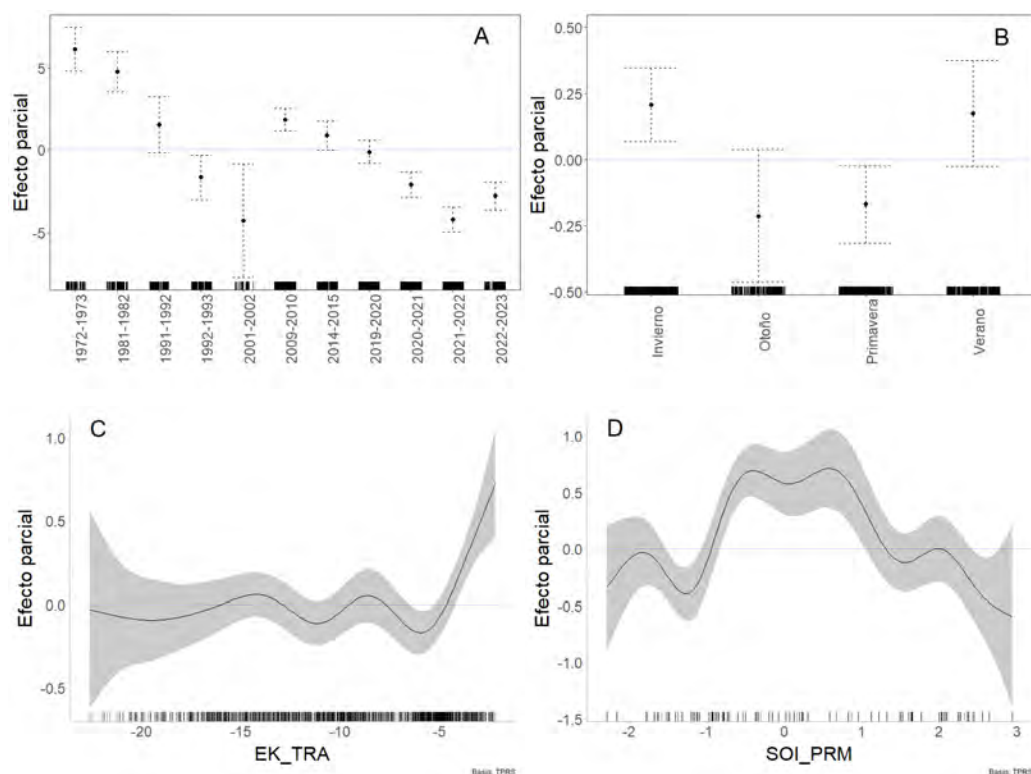 A
Efecto parcial
5
0
-5
1972-1973
1981-1982
1991-1992
1992-1993
2001-2002
2009-2010
2014-2015
2019-2020
2020-2021
2021-2022
2022-2023
B
Efecto parcial
0.50
0.25
0.00
-0.25
-0.50
Invierno
Otoño
Primavera
Verano
C
Efecto parcial
1.0
0.5
0.0
-0.5
-20
-15
-10
-5
EK_TRA
Basis: TPRS
D
Efecto parcial
1.0
0.5
0.0
-0.5
-1.0
-1.5
-2
-1
0
1
2
3
SOI_PRM
Basis: TPRS